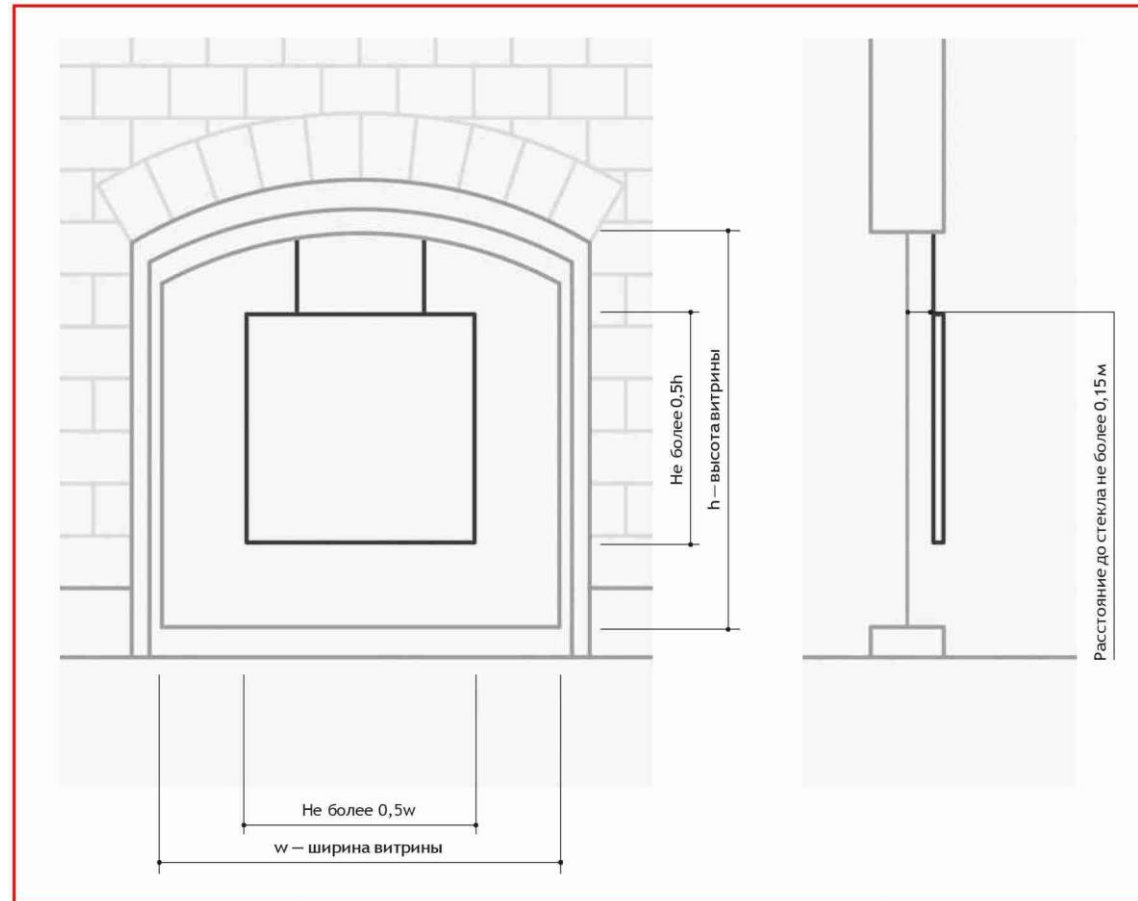 Не более 0,5h
h — высота витрины
Расстояние до стекла не более 0,15 м
Не более 0,5w
w — ширина витрины